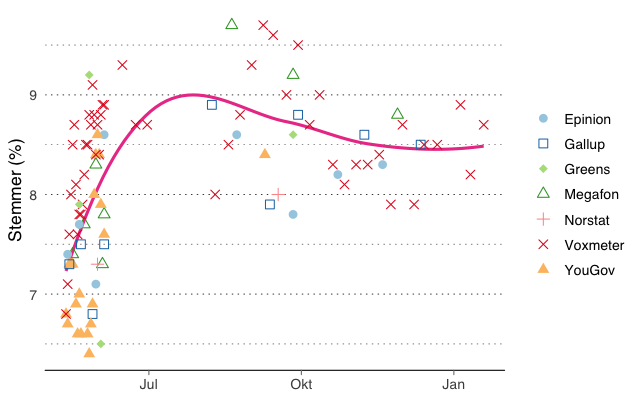 Stemmer (%)
9
8
7
Jul
Okt
Jan
Epinion
Gallup
Greens
Megafon
Norstat
Voxmeter
YouGov